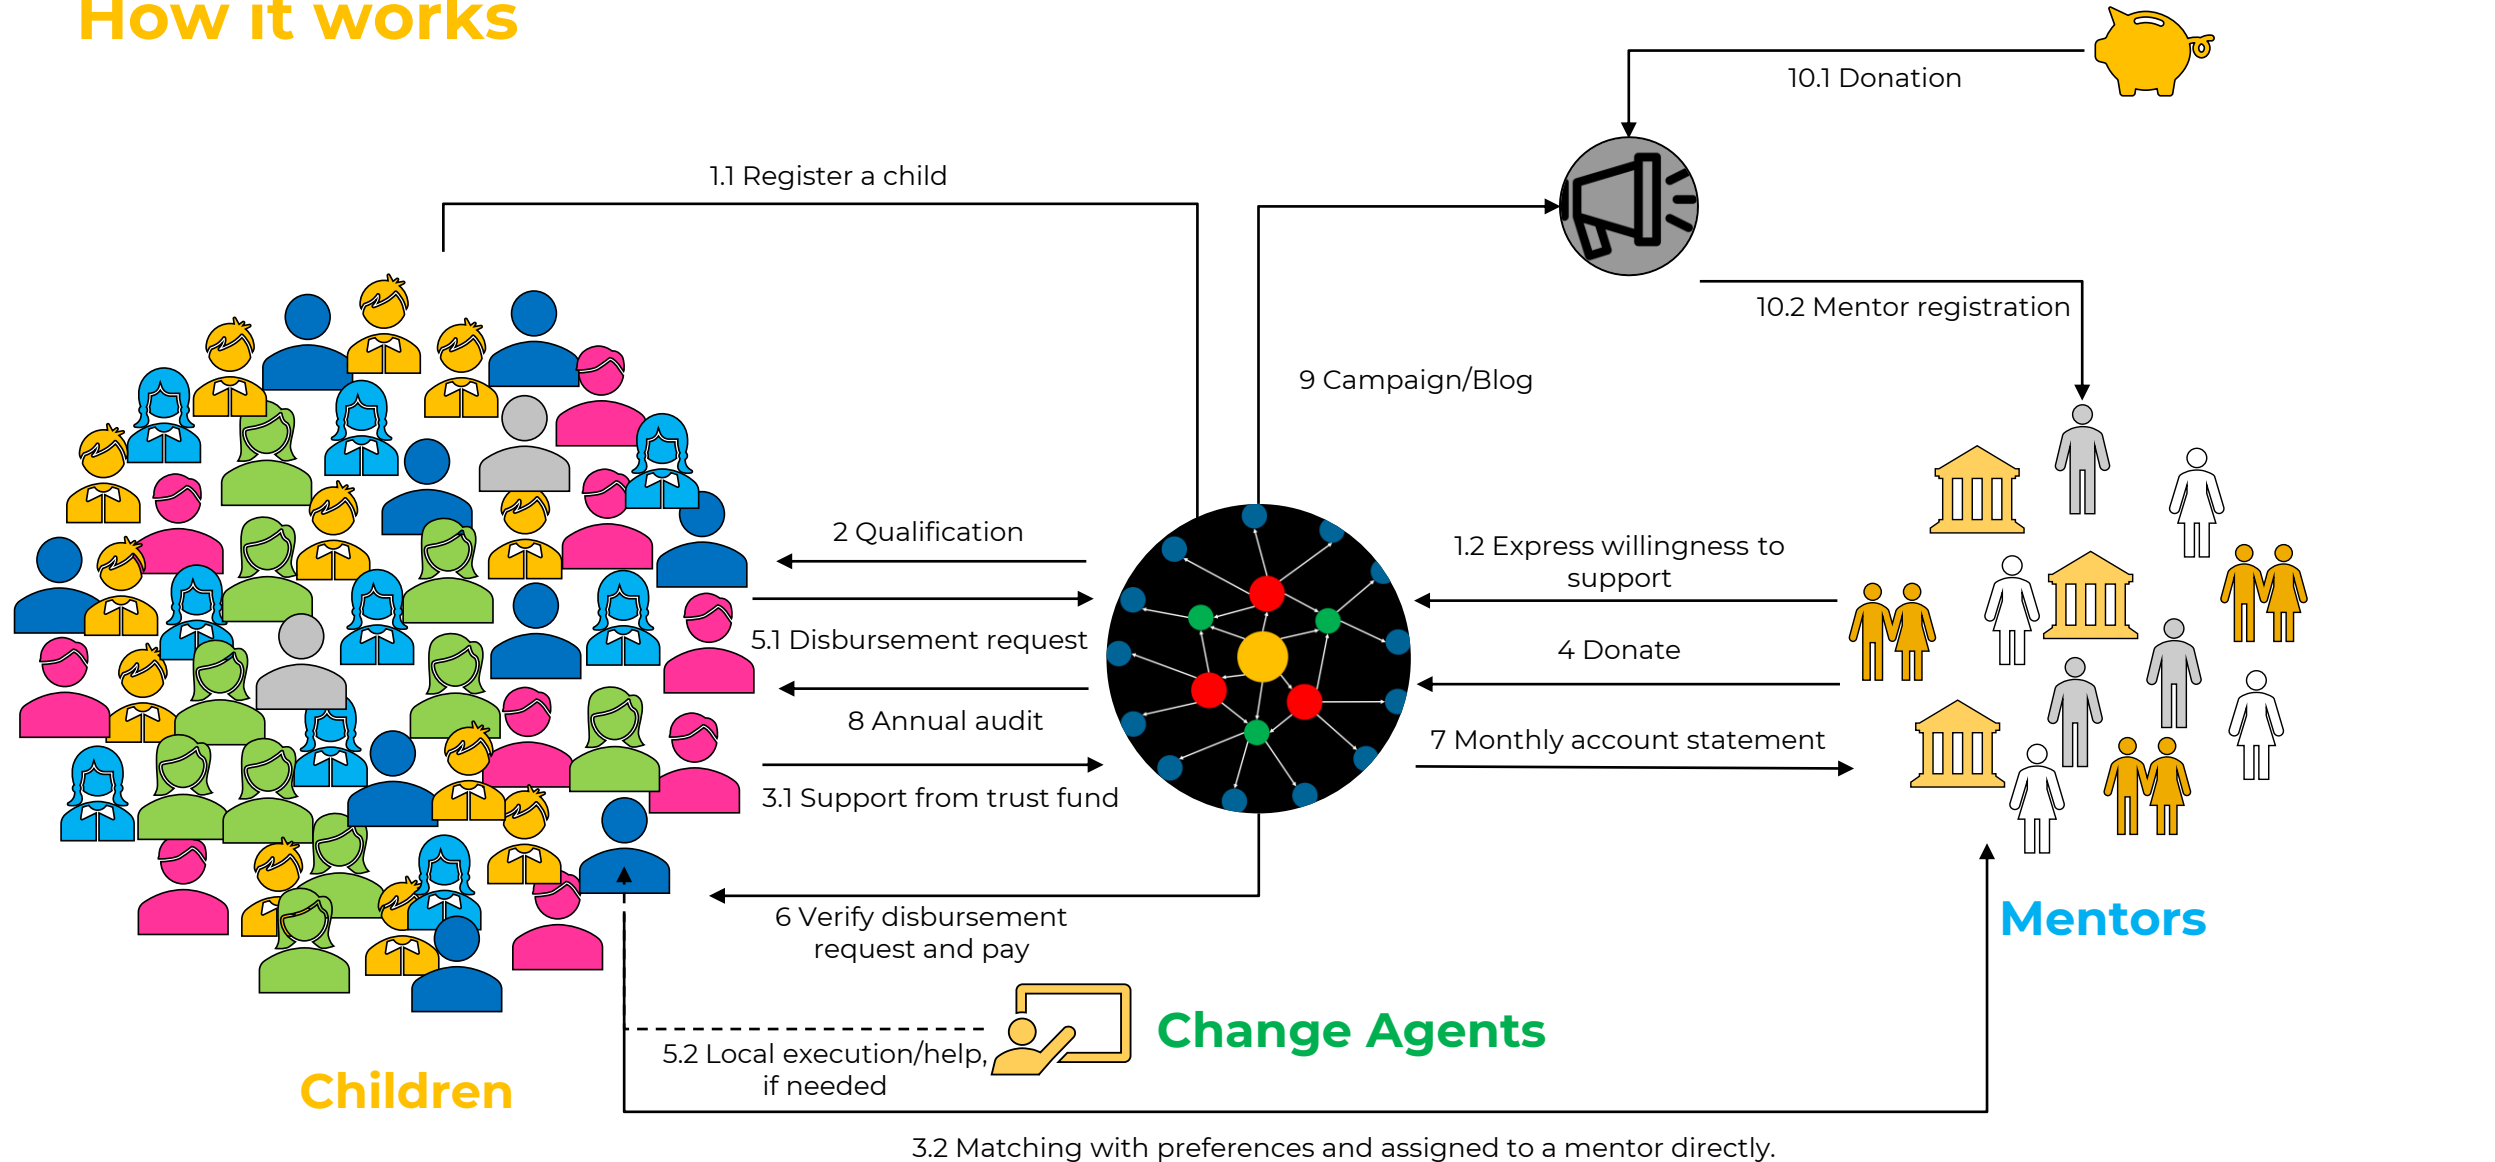 How it works
10.1 Donation
1.1 Register a child
10.2 Mentor registration
9 Campaign/Blog
2 Qualification
1.2 Express willingness to
support
5.1 Disbursement request
4 Donate
8 Annual audit
7 Monthly account statement
3.1 Support from trust fund
6 Verify disbursement
request and pay
Mentors
Change Agents
5.2 Local execution/help,
if needed
Children
3.2 Matching with preferences and assigned to a mentor directly.